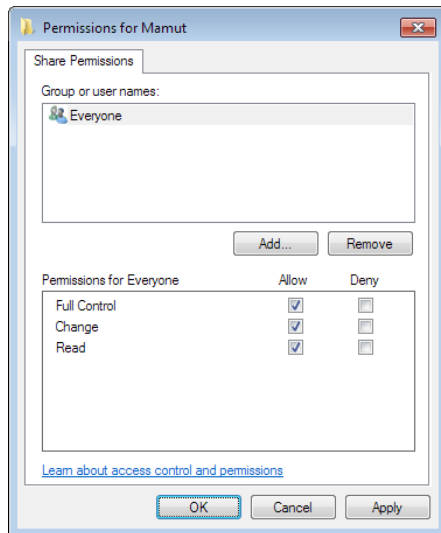 Permissions for Mamut
Share Permissions
Group or user names:
Everyone
Add... Remove
Permissions for Everyone Allow Deny
Full Control
Change
Read
Learn about access control and permissions
OK Cancel Apply